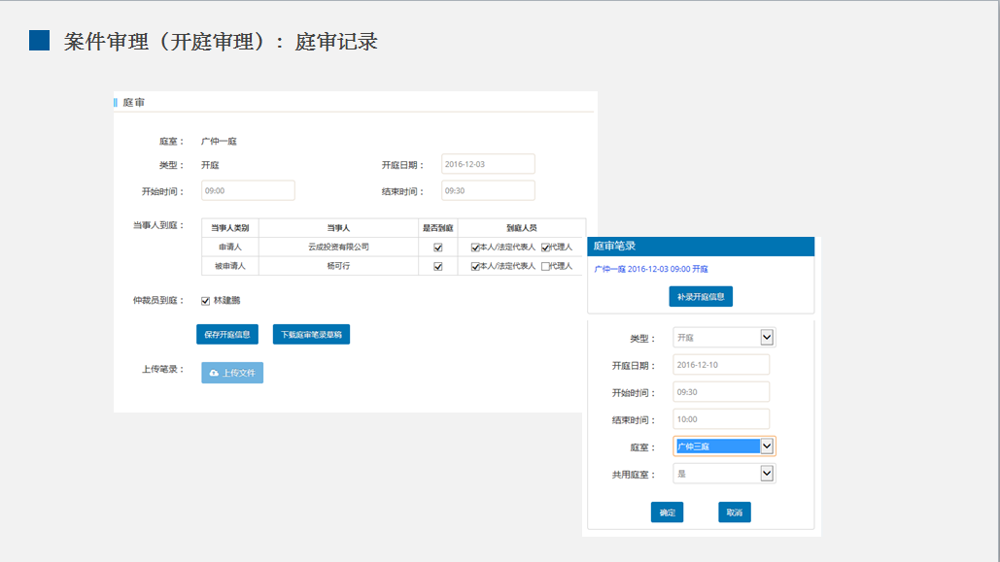 案件审理（开庭审理）：庭审记录
庭审
庭室： 广仲一庭
类型： 开庭 开庭日期： 2016-12-03
开始时间： 09:00 结束时间： 09:30
当事人到庭：
当事人类别 当事人 是否到庭 到庭人员
申请人 云成投资有限公司 本人/法定代表人 代理人
被申请人 杨可行 本人/法定代表人 代理人
仲裁员到庭： 林建鹏
保存开庭信息 下载庭审笔录草稿
上传笔录： 上传文件
庭审笔录
广仲一庭 2016-12-03 09:00 开庭
补录开庭信息
类型： 开庭
开庭日期： 2016-12-10
开始时间： 09:30
结束时间： 10:00
庭室： 广仲三庭
共用庭室： 是
确定 取消